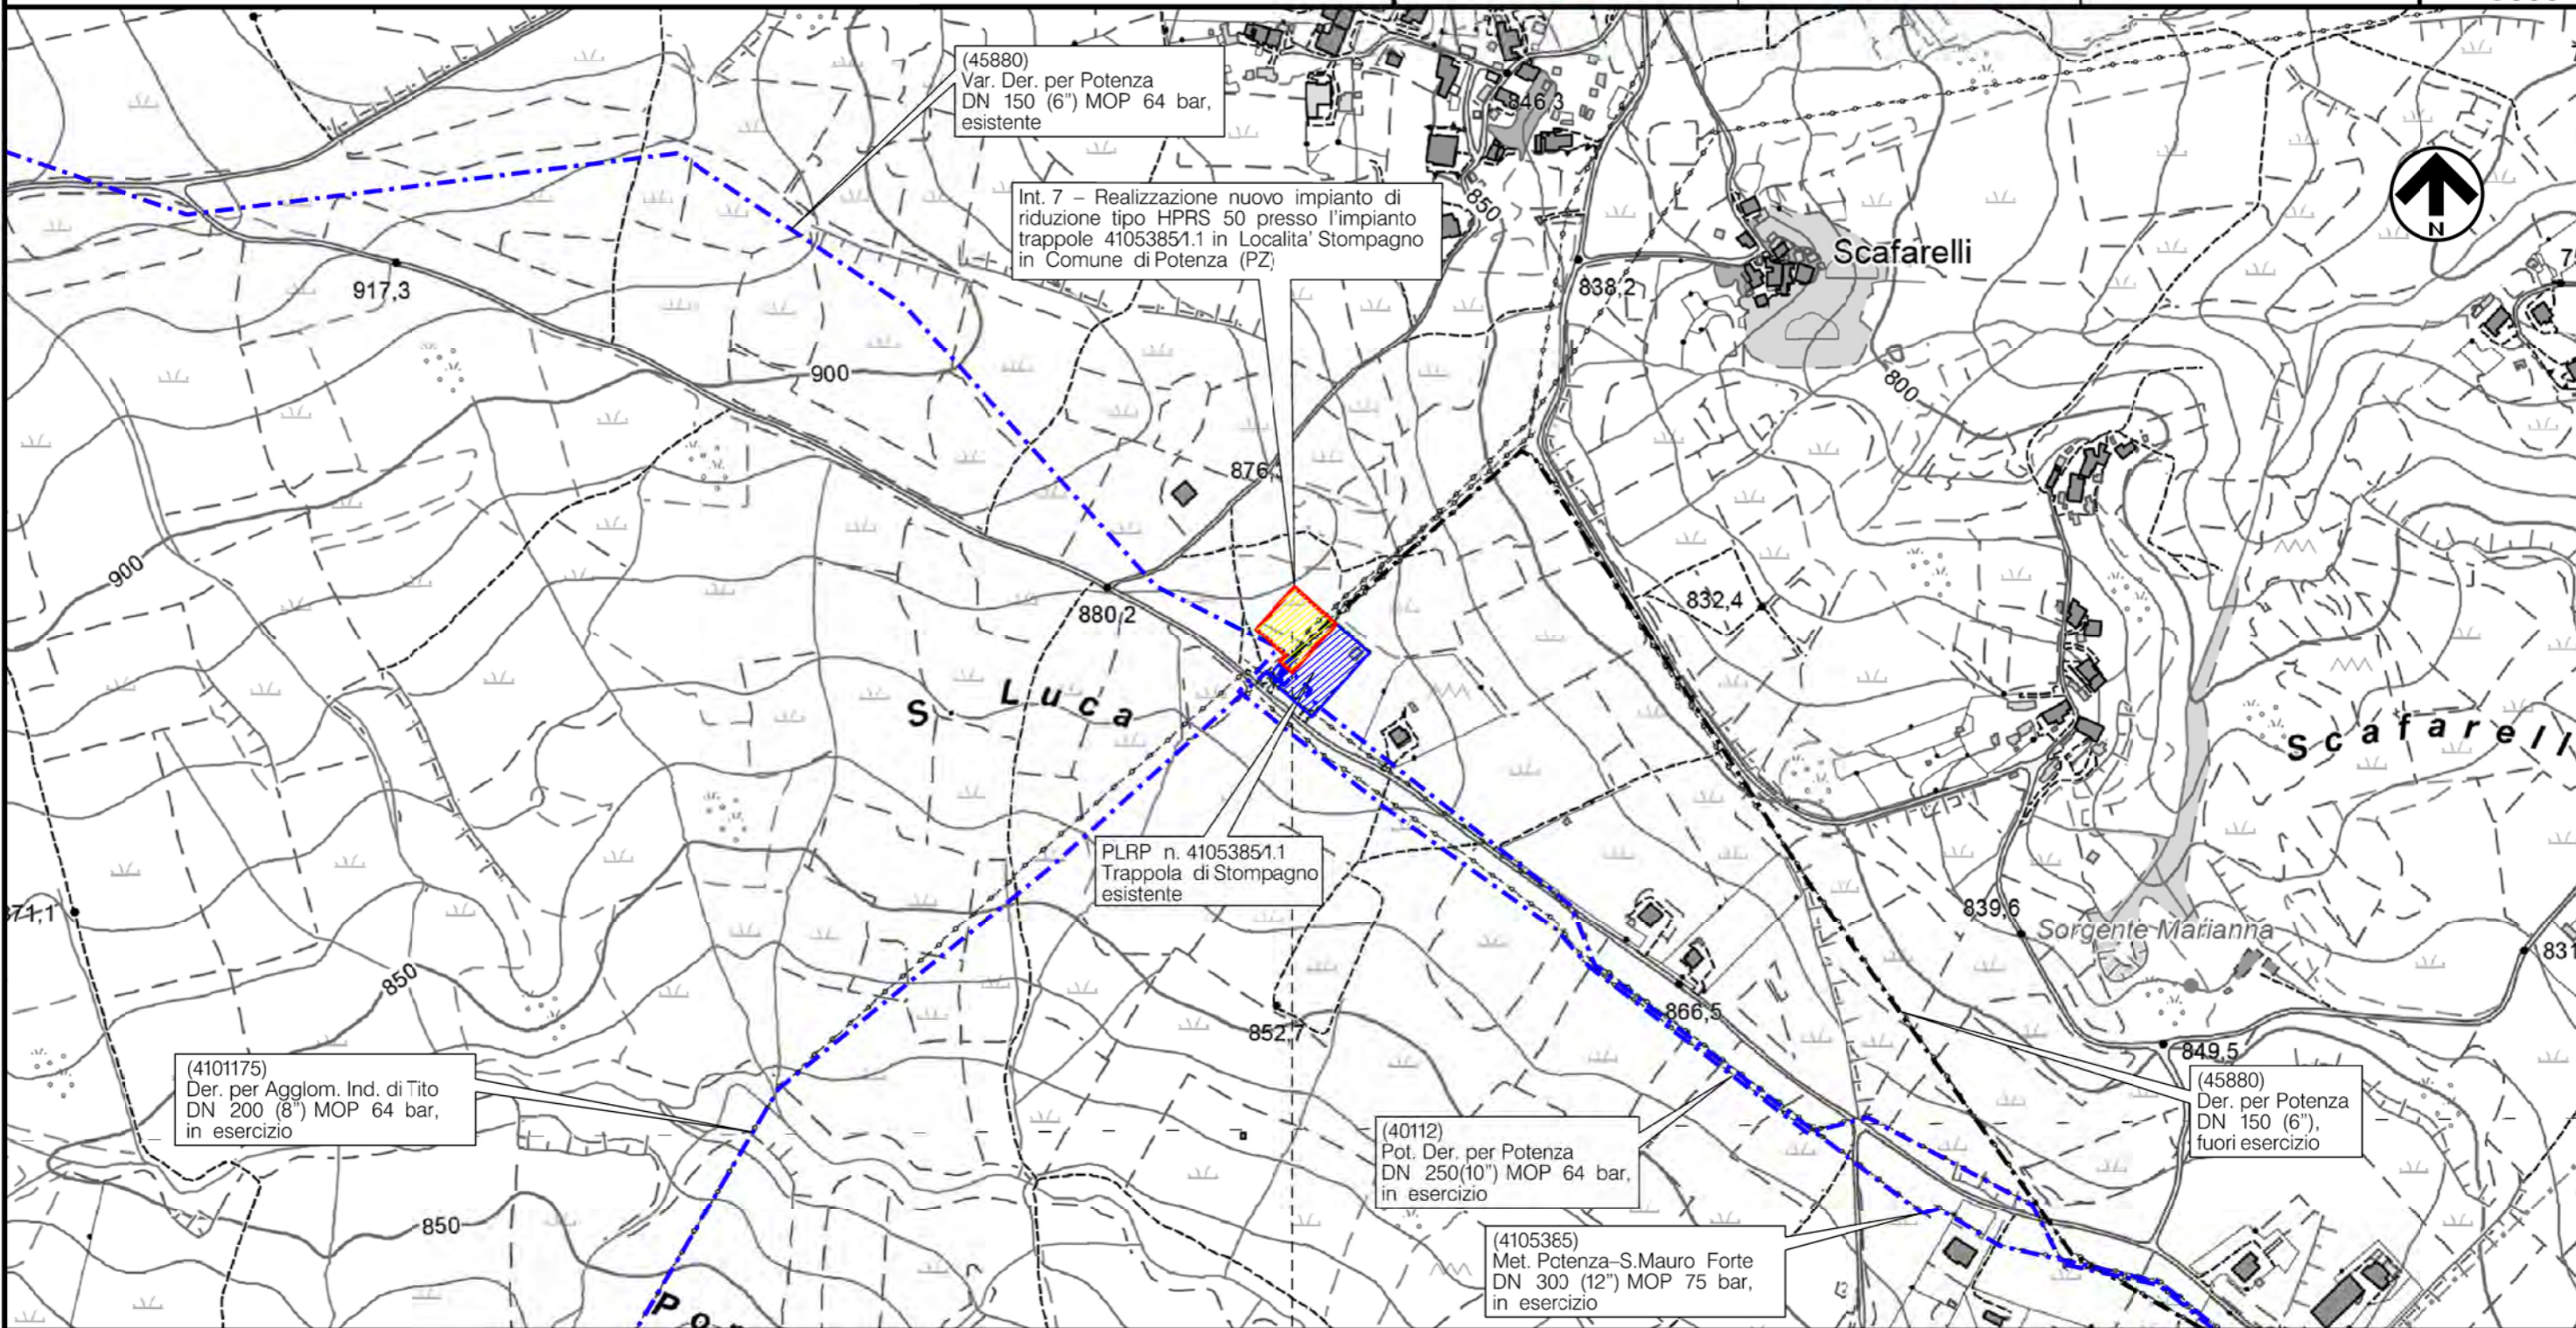 (45880)
Var. Der. per Potenza
DN 150 (6”) MOP 64 bar,
esistente
846,3
Int. 7 – Realizzazione nuovo impianto di
riduzione tipo HPRS 50 presso l'impianto
trappole 4105385/1.1 in Localita' Stompagno
in Comune di Potenza (PZ)
850
N
Scafarelli
838,2
917,3
900
800
876,
900
880,2
832,4
S. Luca
Scafarell
PLRP n. 4105385/1.1
Trappola di Stompagno
esistente
871,1
839,6
Sorgente Marianna
831
850
852,7
866,5
849,5
(4101175)
Der. per Agglom. Ind. di Tito
DN 200 (8”) MOP 64 bar,
in esercizio
(45880)
Der. per Potenza
DN 150 (6”),
fuori esercizio
(40112)
Pot. Der. per Potenza
DN 250(10”) MOP 64 bar,
in esercizio
850
(4105385)
Met. Potenza–S.Mauro Forte
DN 300 (12”) MOP 75 bar,
in esercizio